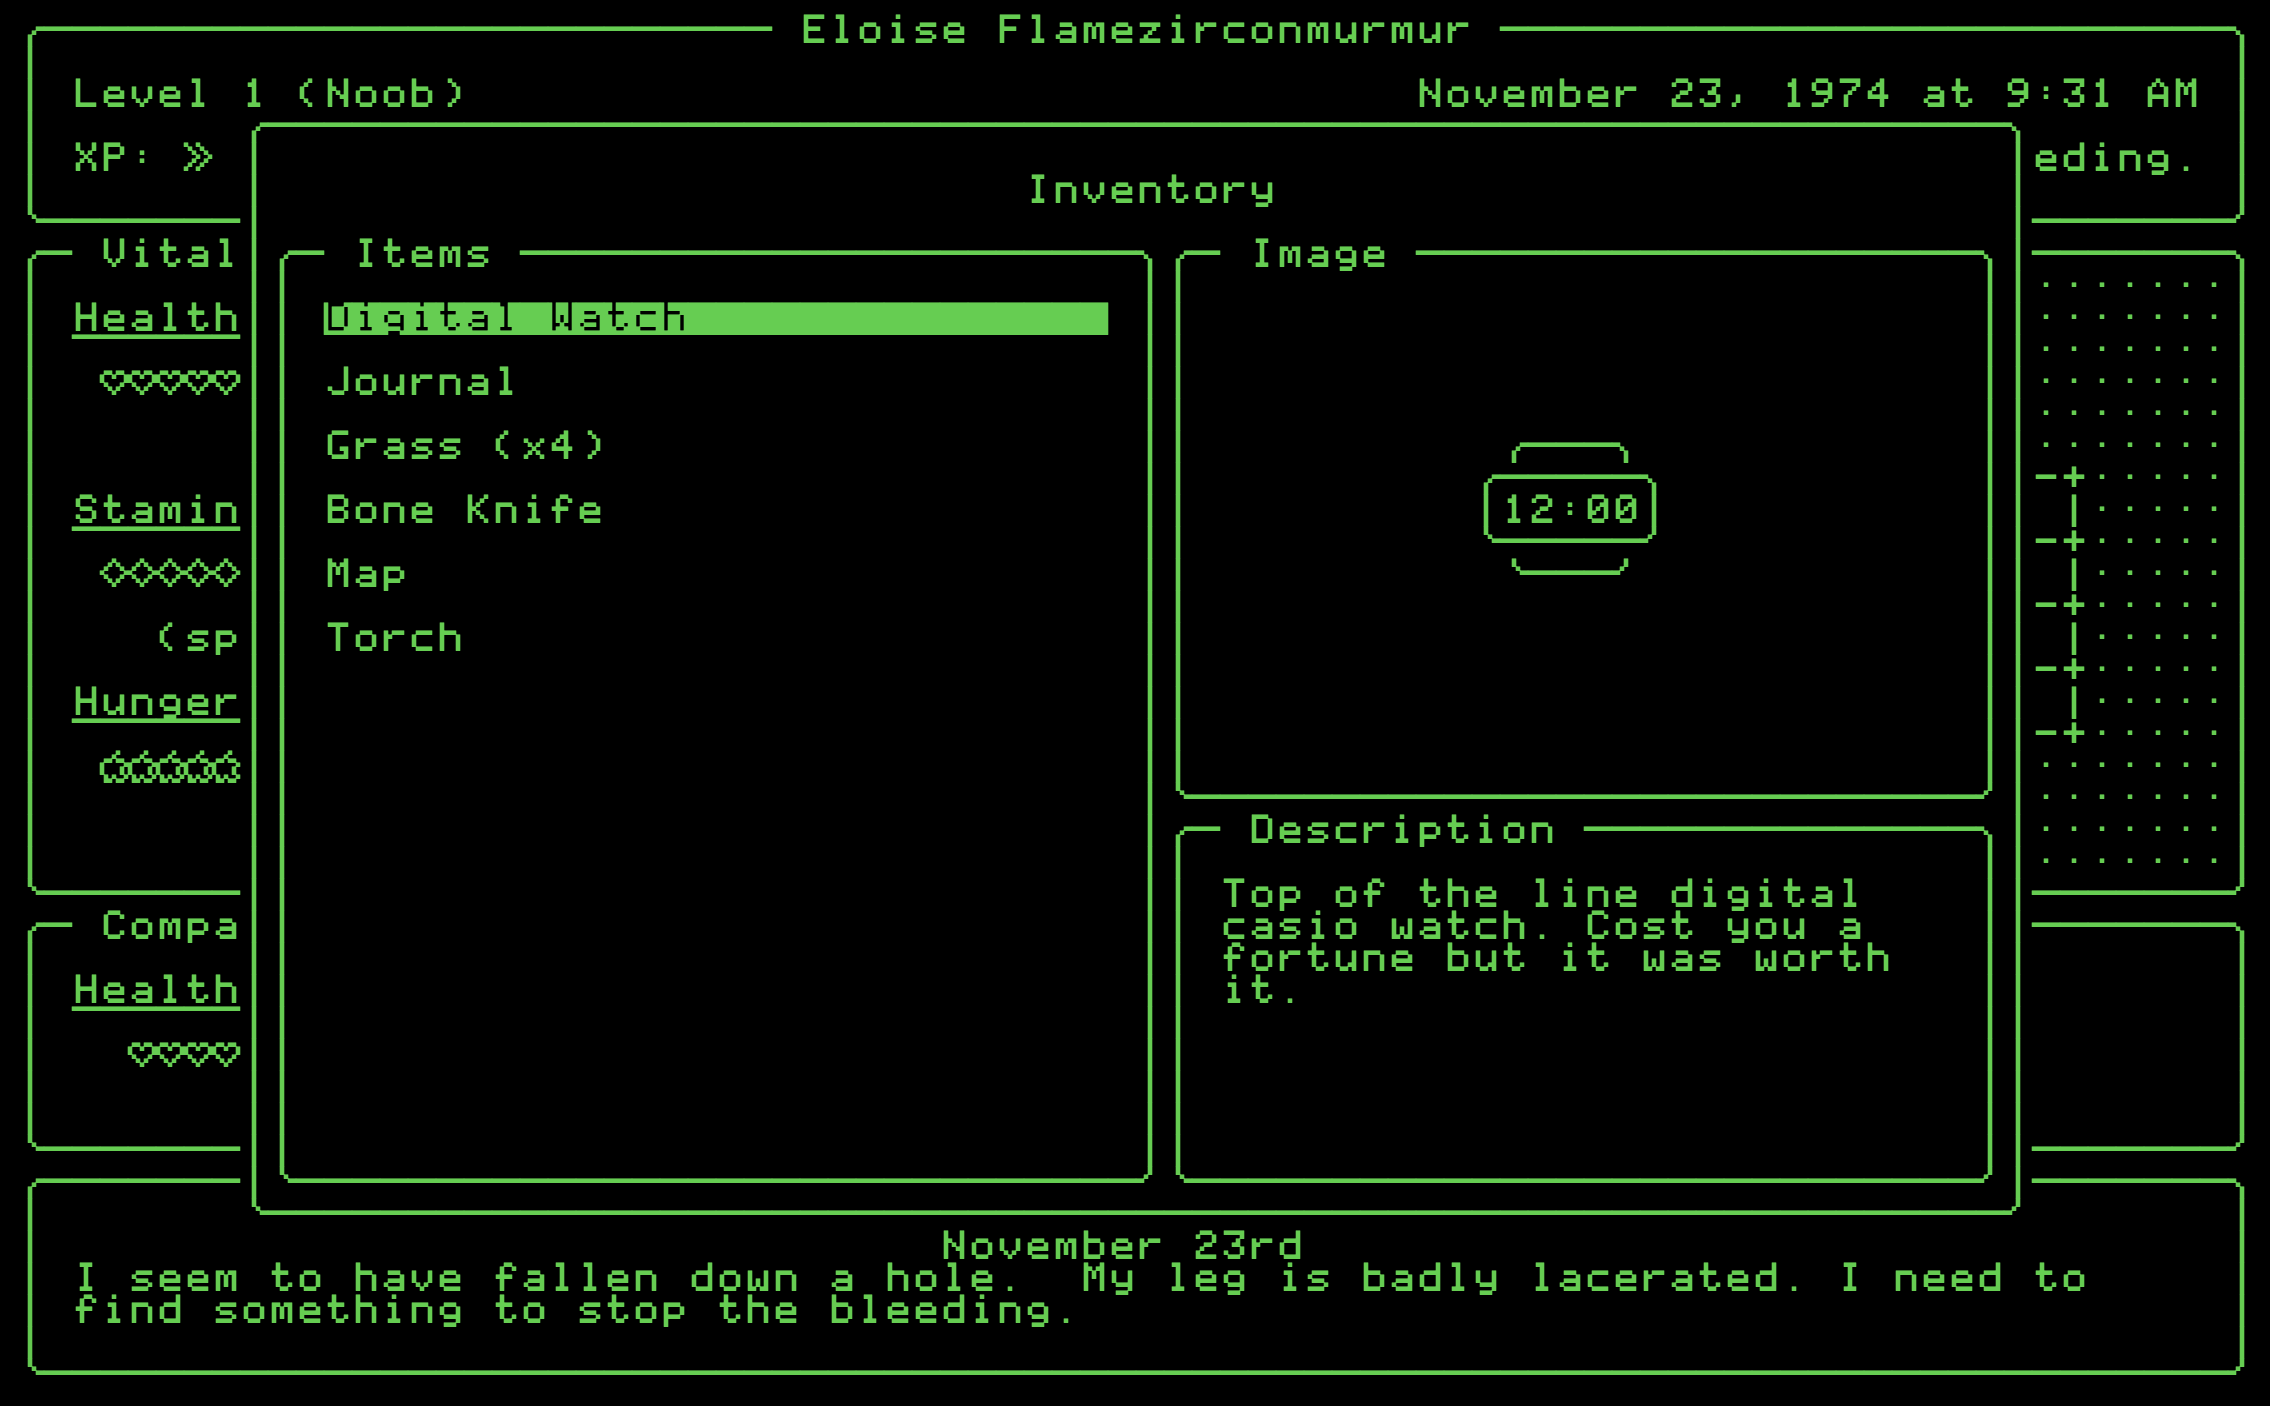 Eloise Flamezirconmurmur
Level 1 (Noob)
November 23, 1974 at 9:31 AM
XP: »
eding.
Inventory
Vital
Health
Stamin
(sp
Hunger
Items
Digital Watch
Journal
Grass (x4)
Bone Knife
Map
Torch
Image
12:00
Description
Top of the line digital
casio watch. Cost you a
fortune but it was worth
it.
Compa
Health
November 23rd
I seem to have fallen down a hole.  My leg is badly lacerated. I need to
find something to stop the bleeding.